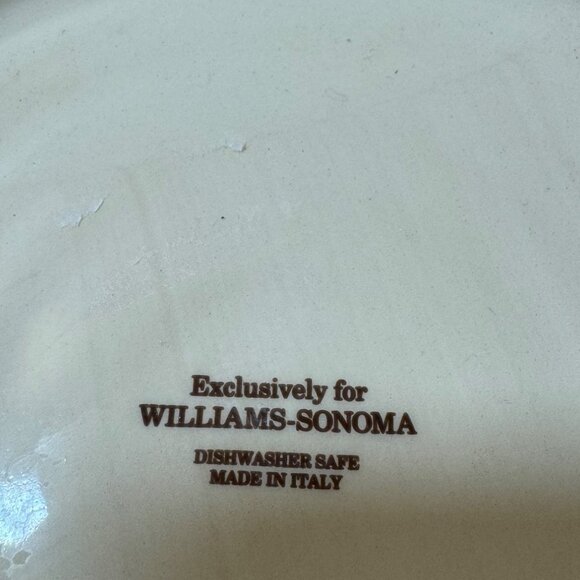 Exclusively for
WILLIAMS-SONOMA
DISHWASHER SAFE
MADE IN ITALY